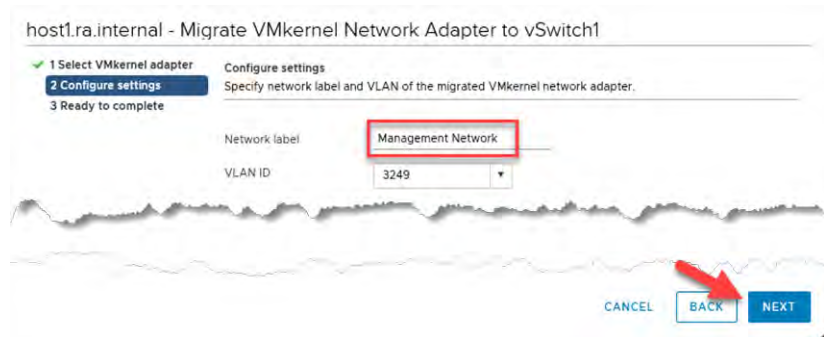 host1.ra.internal - Migrate VMkernel Network Adapter to vSwitch1
1 Select VMkernel adapter
2 Configure settings
3 Ready to complete
Configure settings
Specify network label and VLAN of the migrated VMkernel network adapter.
Network label
Management Network
VLAN ID
3249
CANCEL
BACK
NEXT